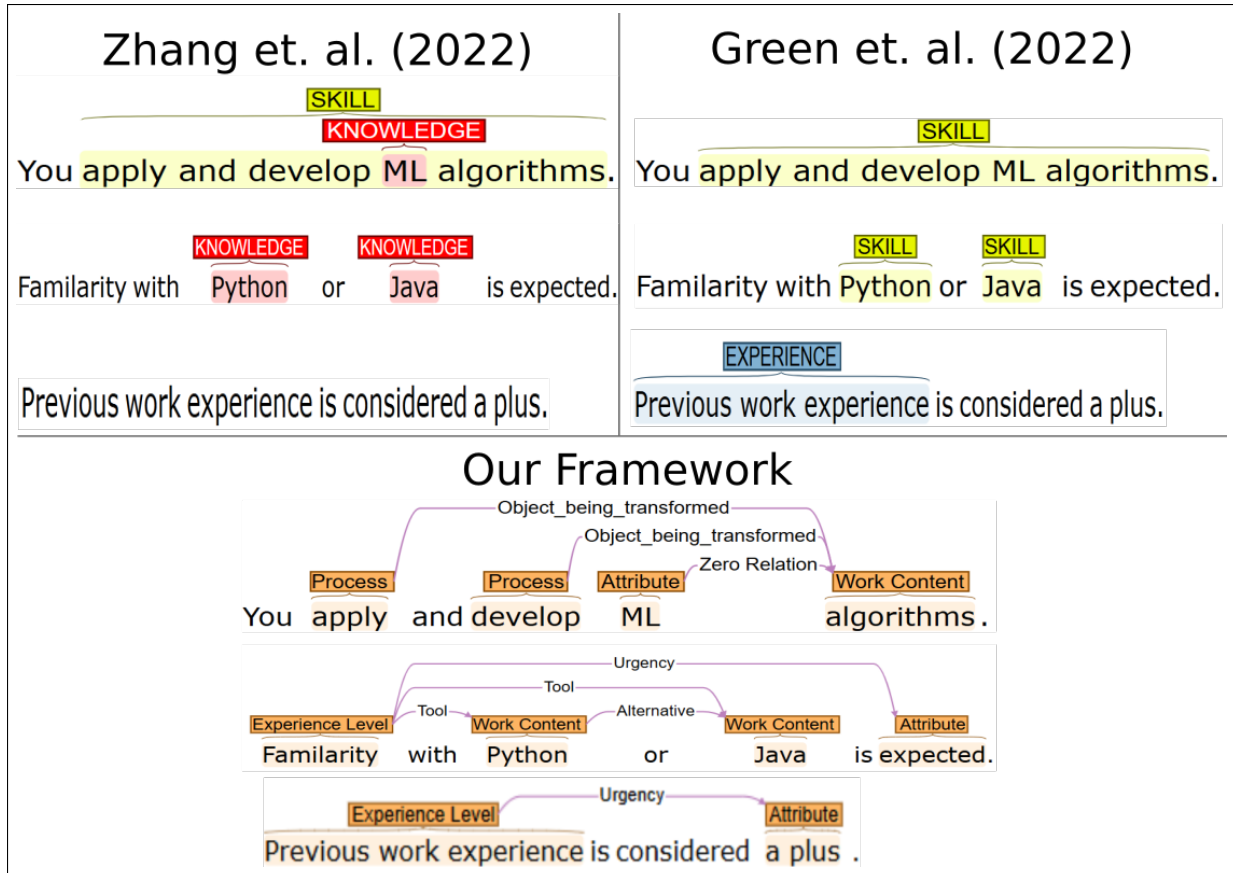 Zhang et. al. (2022)
SKILL
KNOWLEDGE
You apply and develop ML algorithms.
KNOWLEDGE KNOWLEDGE
Familarity with Python or Java is expected.
Previous work experience is considered a plus.
Green et. al. (2022)
SKILL
You apply and develop ML algorithms.
SKILL SKILL
Familarity with Python or Java is expected.
EXPERIENCE
Previous work experience is considered a plus.
Our Framework
Object_being_transformed
Object_being_transformed
Zero Relation
Process Process Attribute Work Content
You apply and develop ML algorithms.
Urgency
Tool
Tool Alternative
Experience Level Work Content Work Content Attribute
Familarity with Python or Java is expected.
Urgency
Experience Level Attribute
Previous work experience is considered a plus .